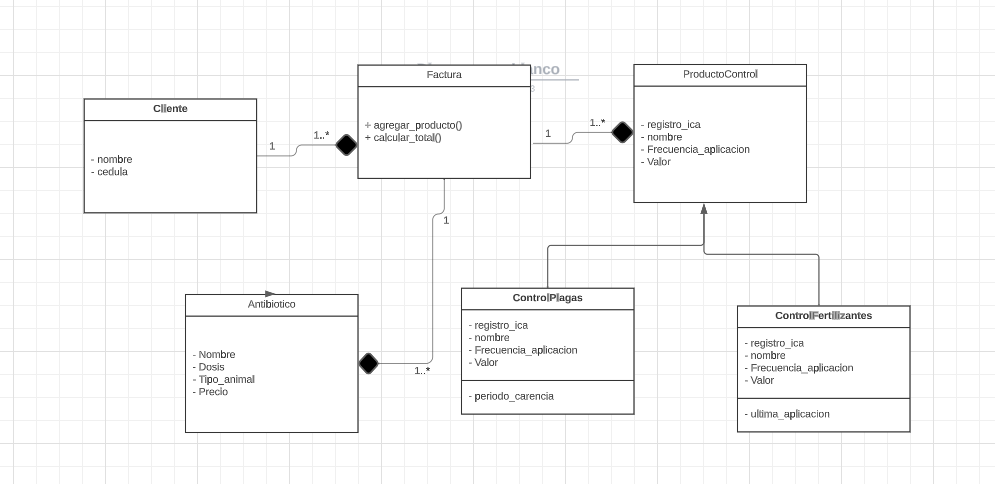 anco
Factura
+ agregar_producto()
+ calcular_total()
ProductoControl
- registro_ica
- nombre
- Frecuencia_aplicacion
- Valor
Cliente
- nombre
- cedula
1
1..*
1
1..*
1
1..*
Antibiotico
- Nombre
- Dosis
- Tipo_animal
- Precio
ControlPlagas
- registro_ica
- nombre
- Frecuencia_aplicacion
- Valor
- periodo_carencia
ControlFertilizantes
- registro_ica
- nombre
- Frecuencia_aplicacion
- Valor
- ultima_aplicacion